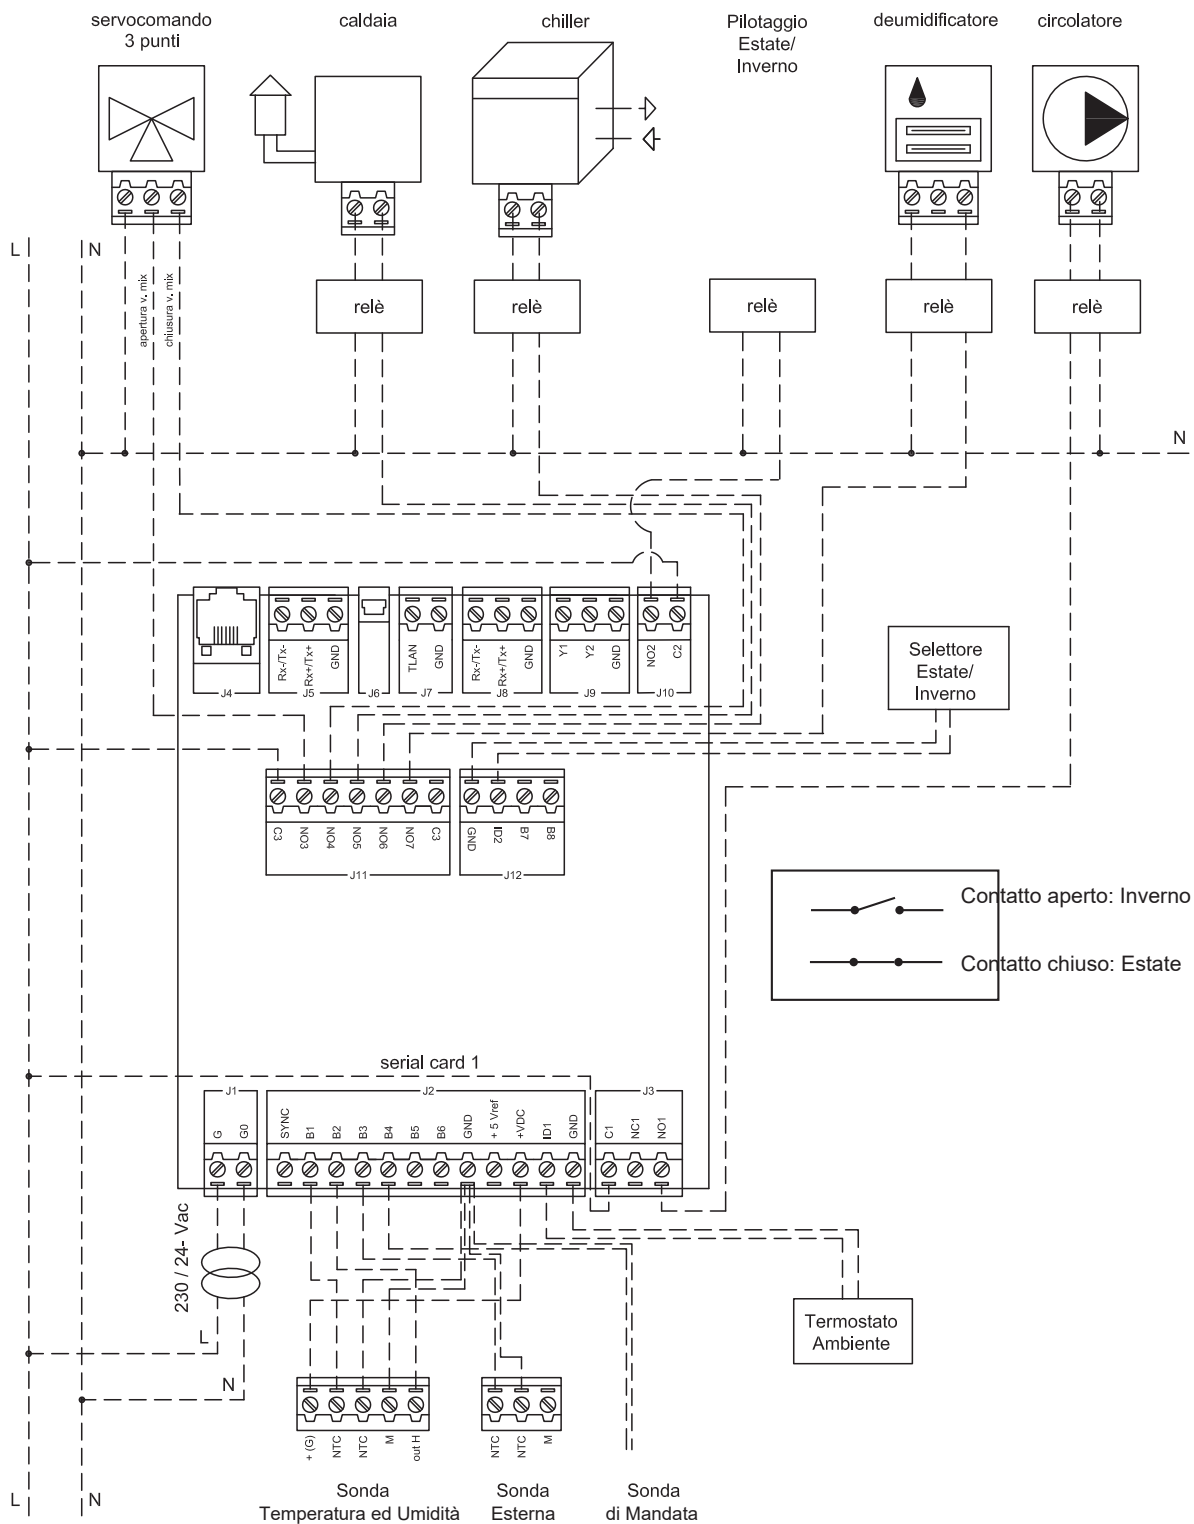 servocomando
3 punti
caldaia
chiller
Pilotaggio
Estate/
Inverno
deumidificatore
circolatore
L
N
apertura v. mix
chiusura v. mix
relè
relè
relè
relè
relè
N
J4
Rx-/Tx-
Rx+/Tx+
GND
J5
J6
TLAN
GND
J7
Rx-/Tx-
Rx+/Tx+
GND
J8
Y1
Y2
GND
J9
NO2
C2
J10
Selettore
Estate/
Inverno
C3
NO3
NO4
NO5
NO6
NO7
C3
J11
GND
ID2
B7
B8
J12
Contatto aperto: Inverno
Contatto chiuso: Estate
serial card 1
J1
G
G0
J2
SYNC
B1
B2
B3
B4
B5
B6
GND
+ 5 Vref
+VDC
ID1
GND
J3
C1
NC1
NO1
230 / 24- Vac
L
N
Termostato
Ambiente
+ (G)
NTC
NTC
M
out H
NTC
NTC
M
Sonda
Temperatura ed Umidità
Sonda
Esterna
Sonda
di Mandata
L
N